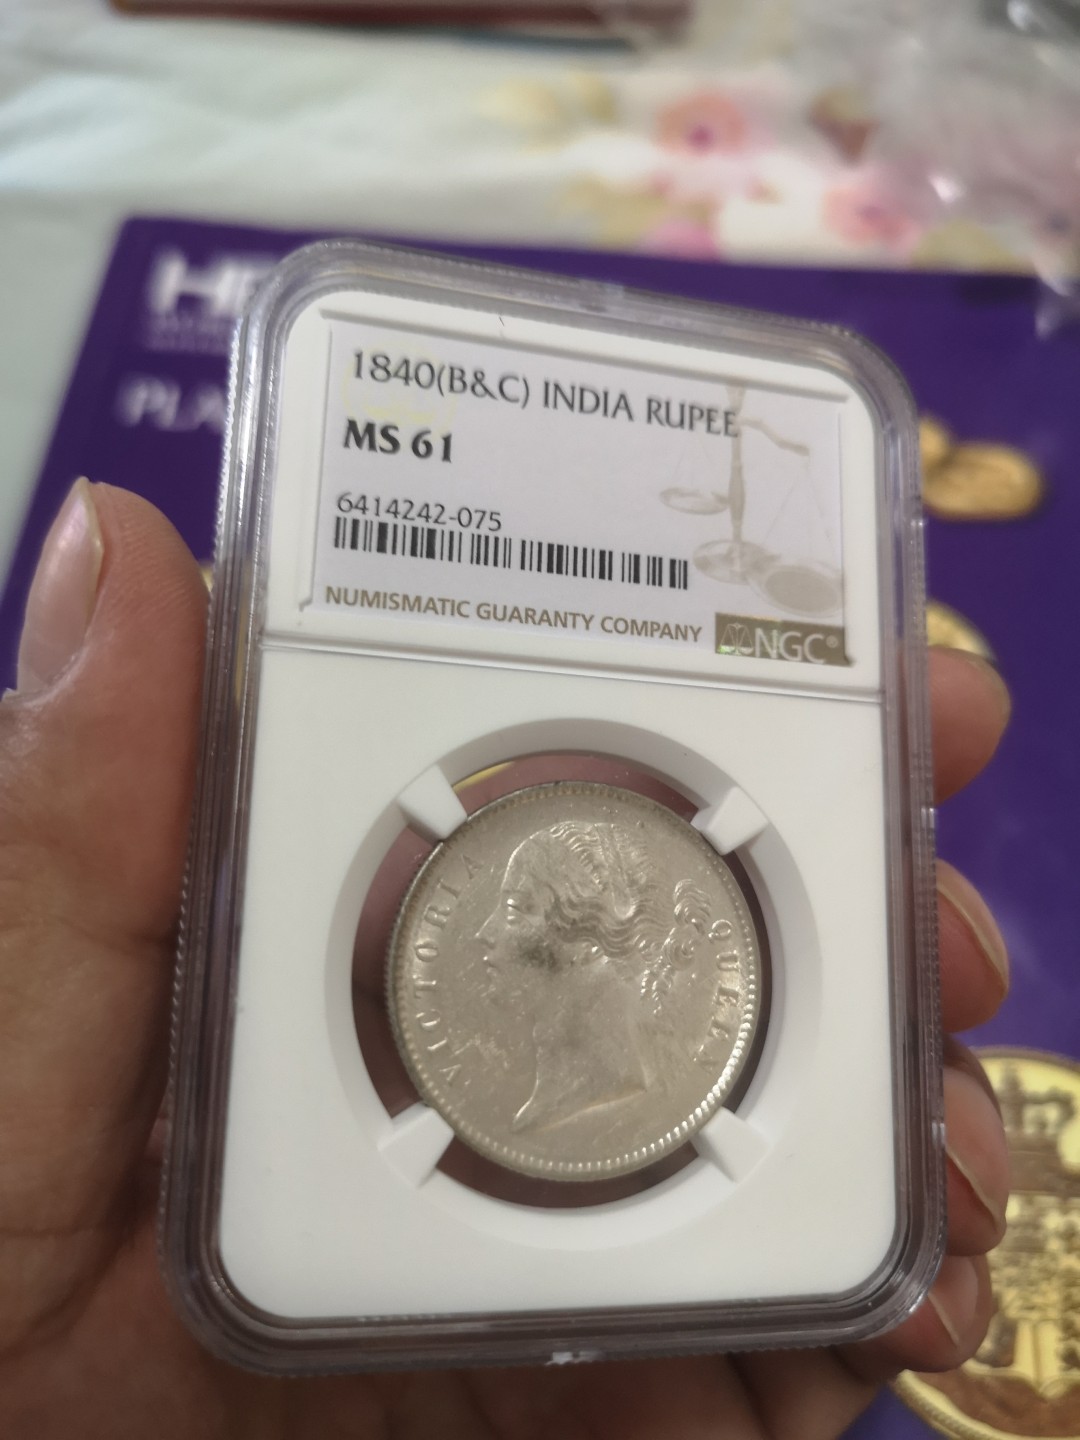 1840(B&C) INDIA RUPEE
MS 61
6414242-075
NUMISMATIC GUARANTY COMPANY
NGC®
VICTORIA QUEEN